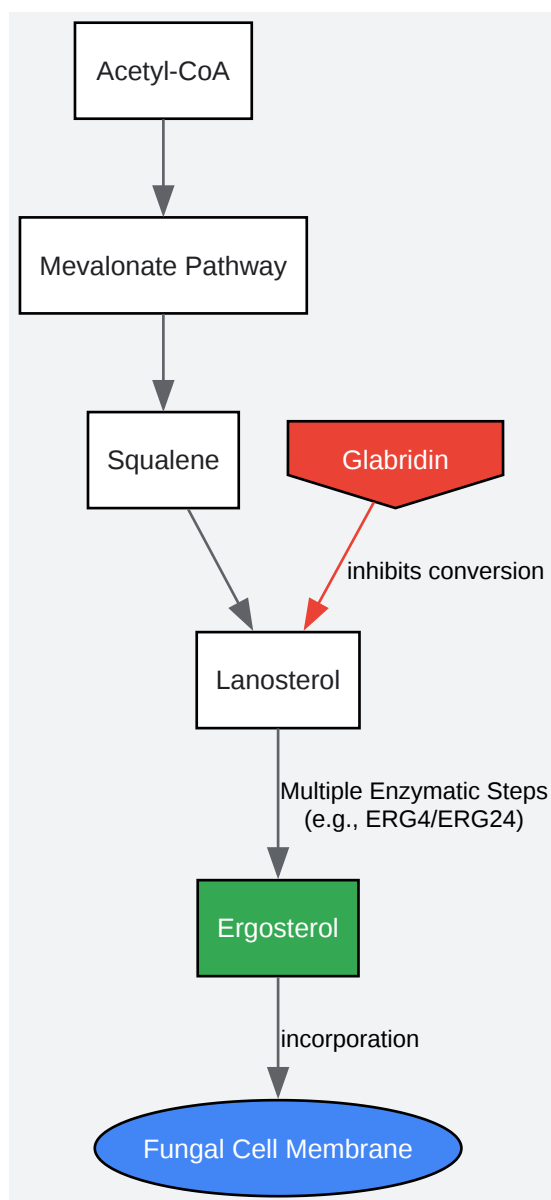 Acetyl-CoA
Mevalonate Pathway
Squalene
Glabridin
inhibits conversion
Lanosterol
Multiple Enzymatic Steps
(e.g., ERG4/ERG24)
Ergosterol
incorporation
Fungal Cell Membrane